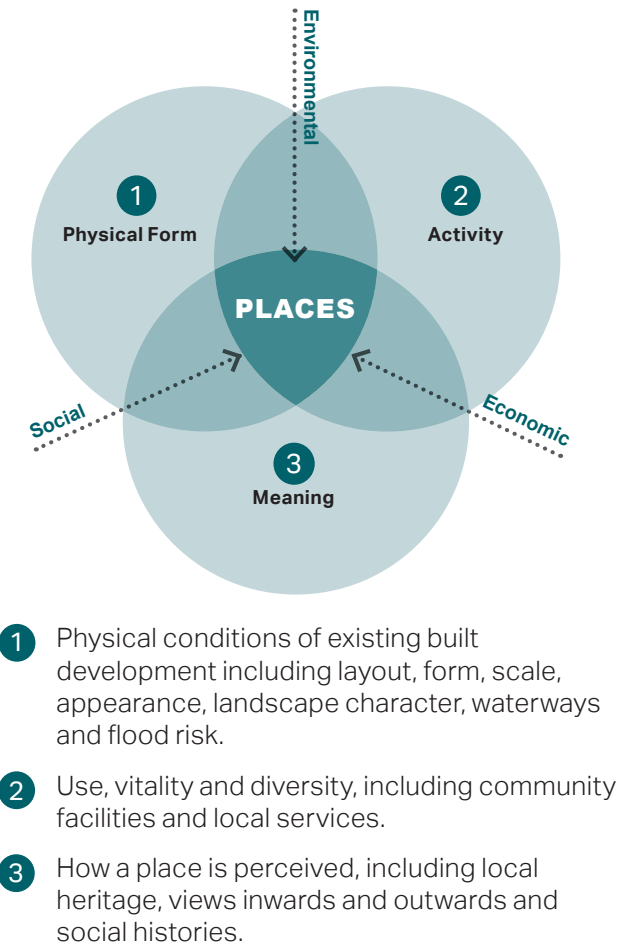 Environmental
1
Physical Form
2
Activity
PLACES
Social
Economic
3
Meaning
1 Physical conditions of existing built
development including layout, form, scale,
appearance, landscape character, waterways
and flood risk.
2 Use, vitality and diversity, including community
facilities and local services.
3 How a place is perceived, including local
heritage, views inwards and outwards and
social histories.